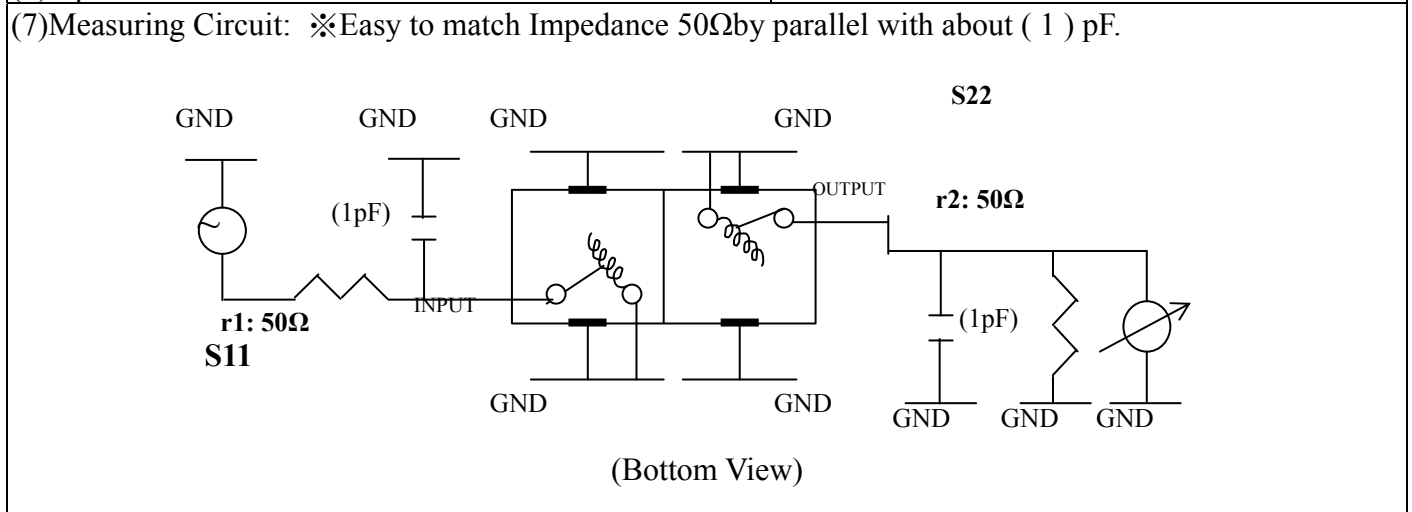 (7)Measuring Circuit: ※Easy to match Impedance 50Ωby parallel with about ( 1 ) pF.
S22
GND GND GND GND
OUTPUT
r2: 50Ω
(1pF)
INPUT
r1: 50Ω
(1pF)
S11
GND GND
GND GND GND
(Bottom View)